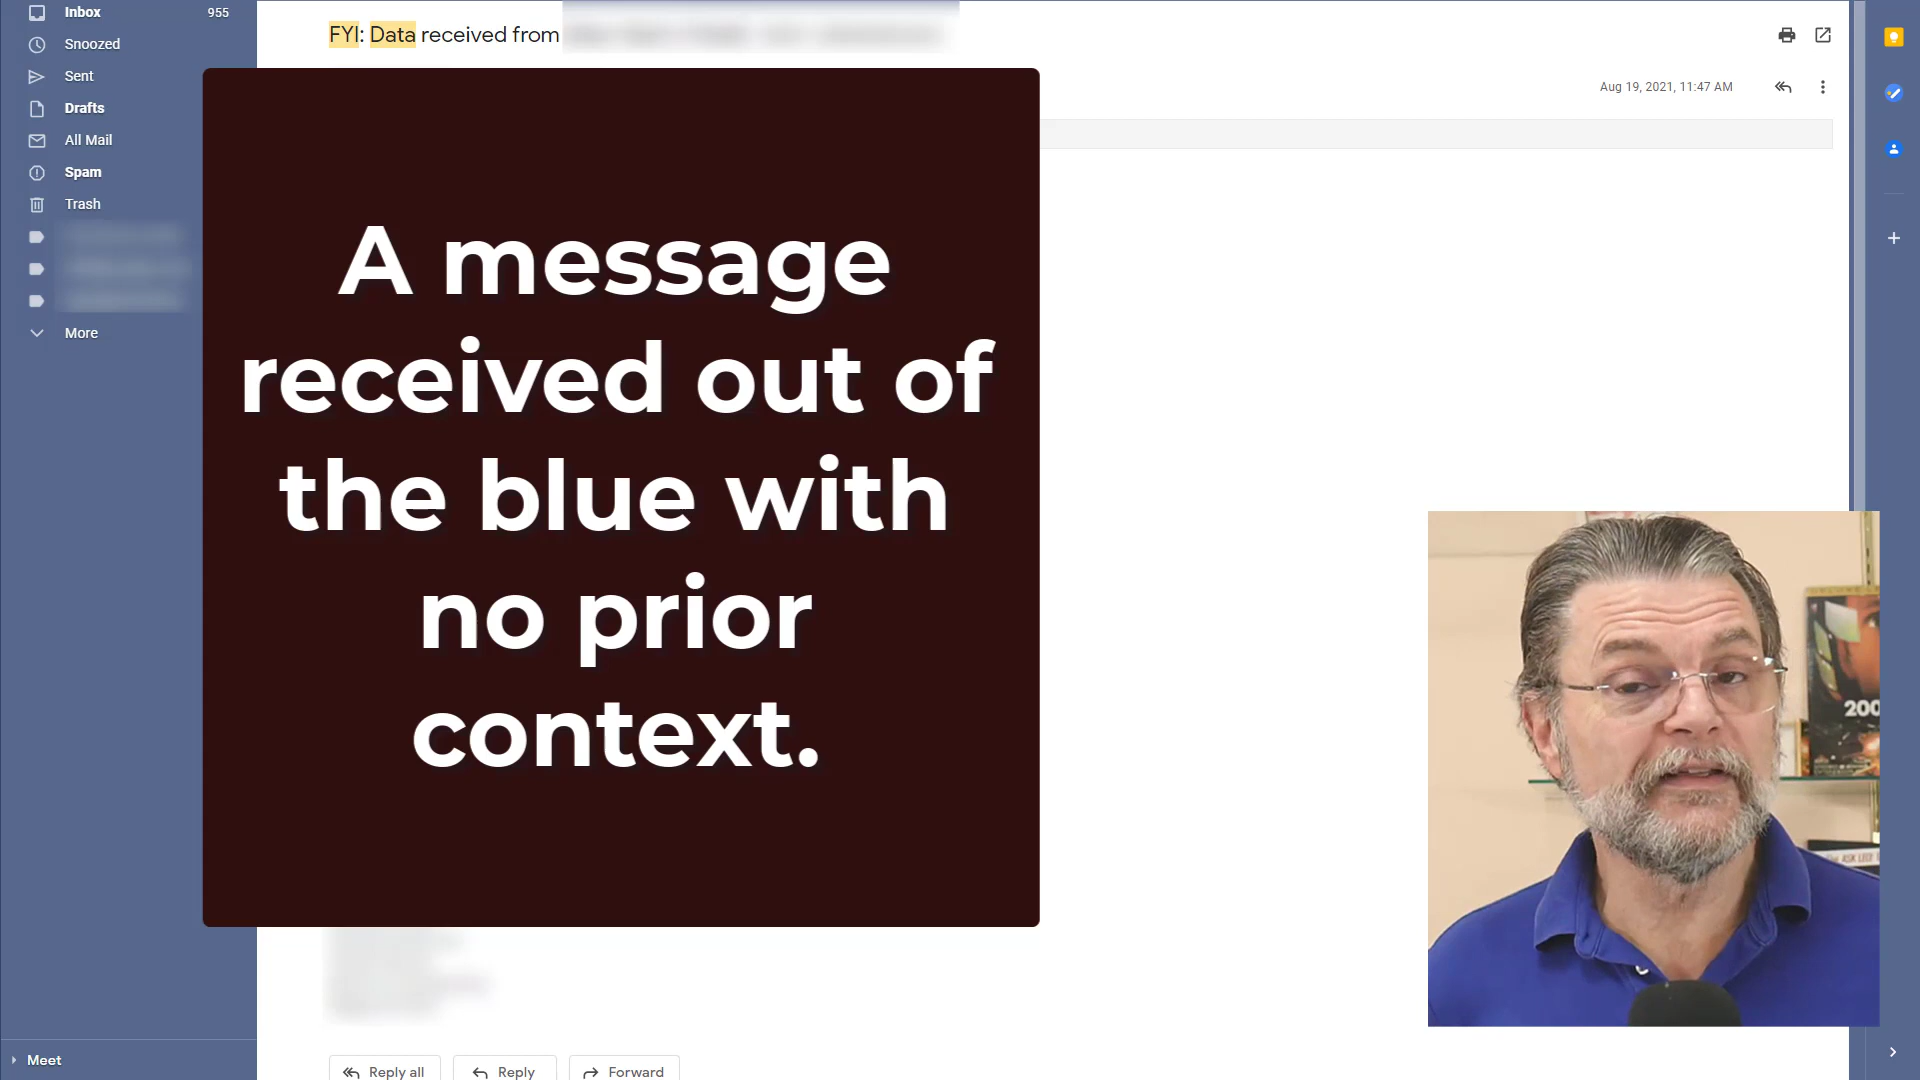 Inbox 955
Snoozed
Sent
Drafts
All Mail
Spam
Trash
More
Meet
FYI: Data received from
Aug 19, 2021, 11:47 AM
A message
received out of
the blue with
no prior
context.
200
Reply all
Reply
Forward